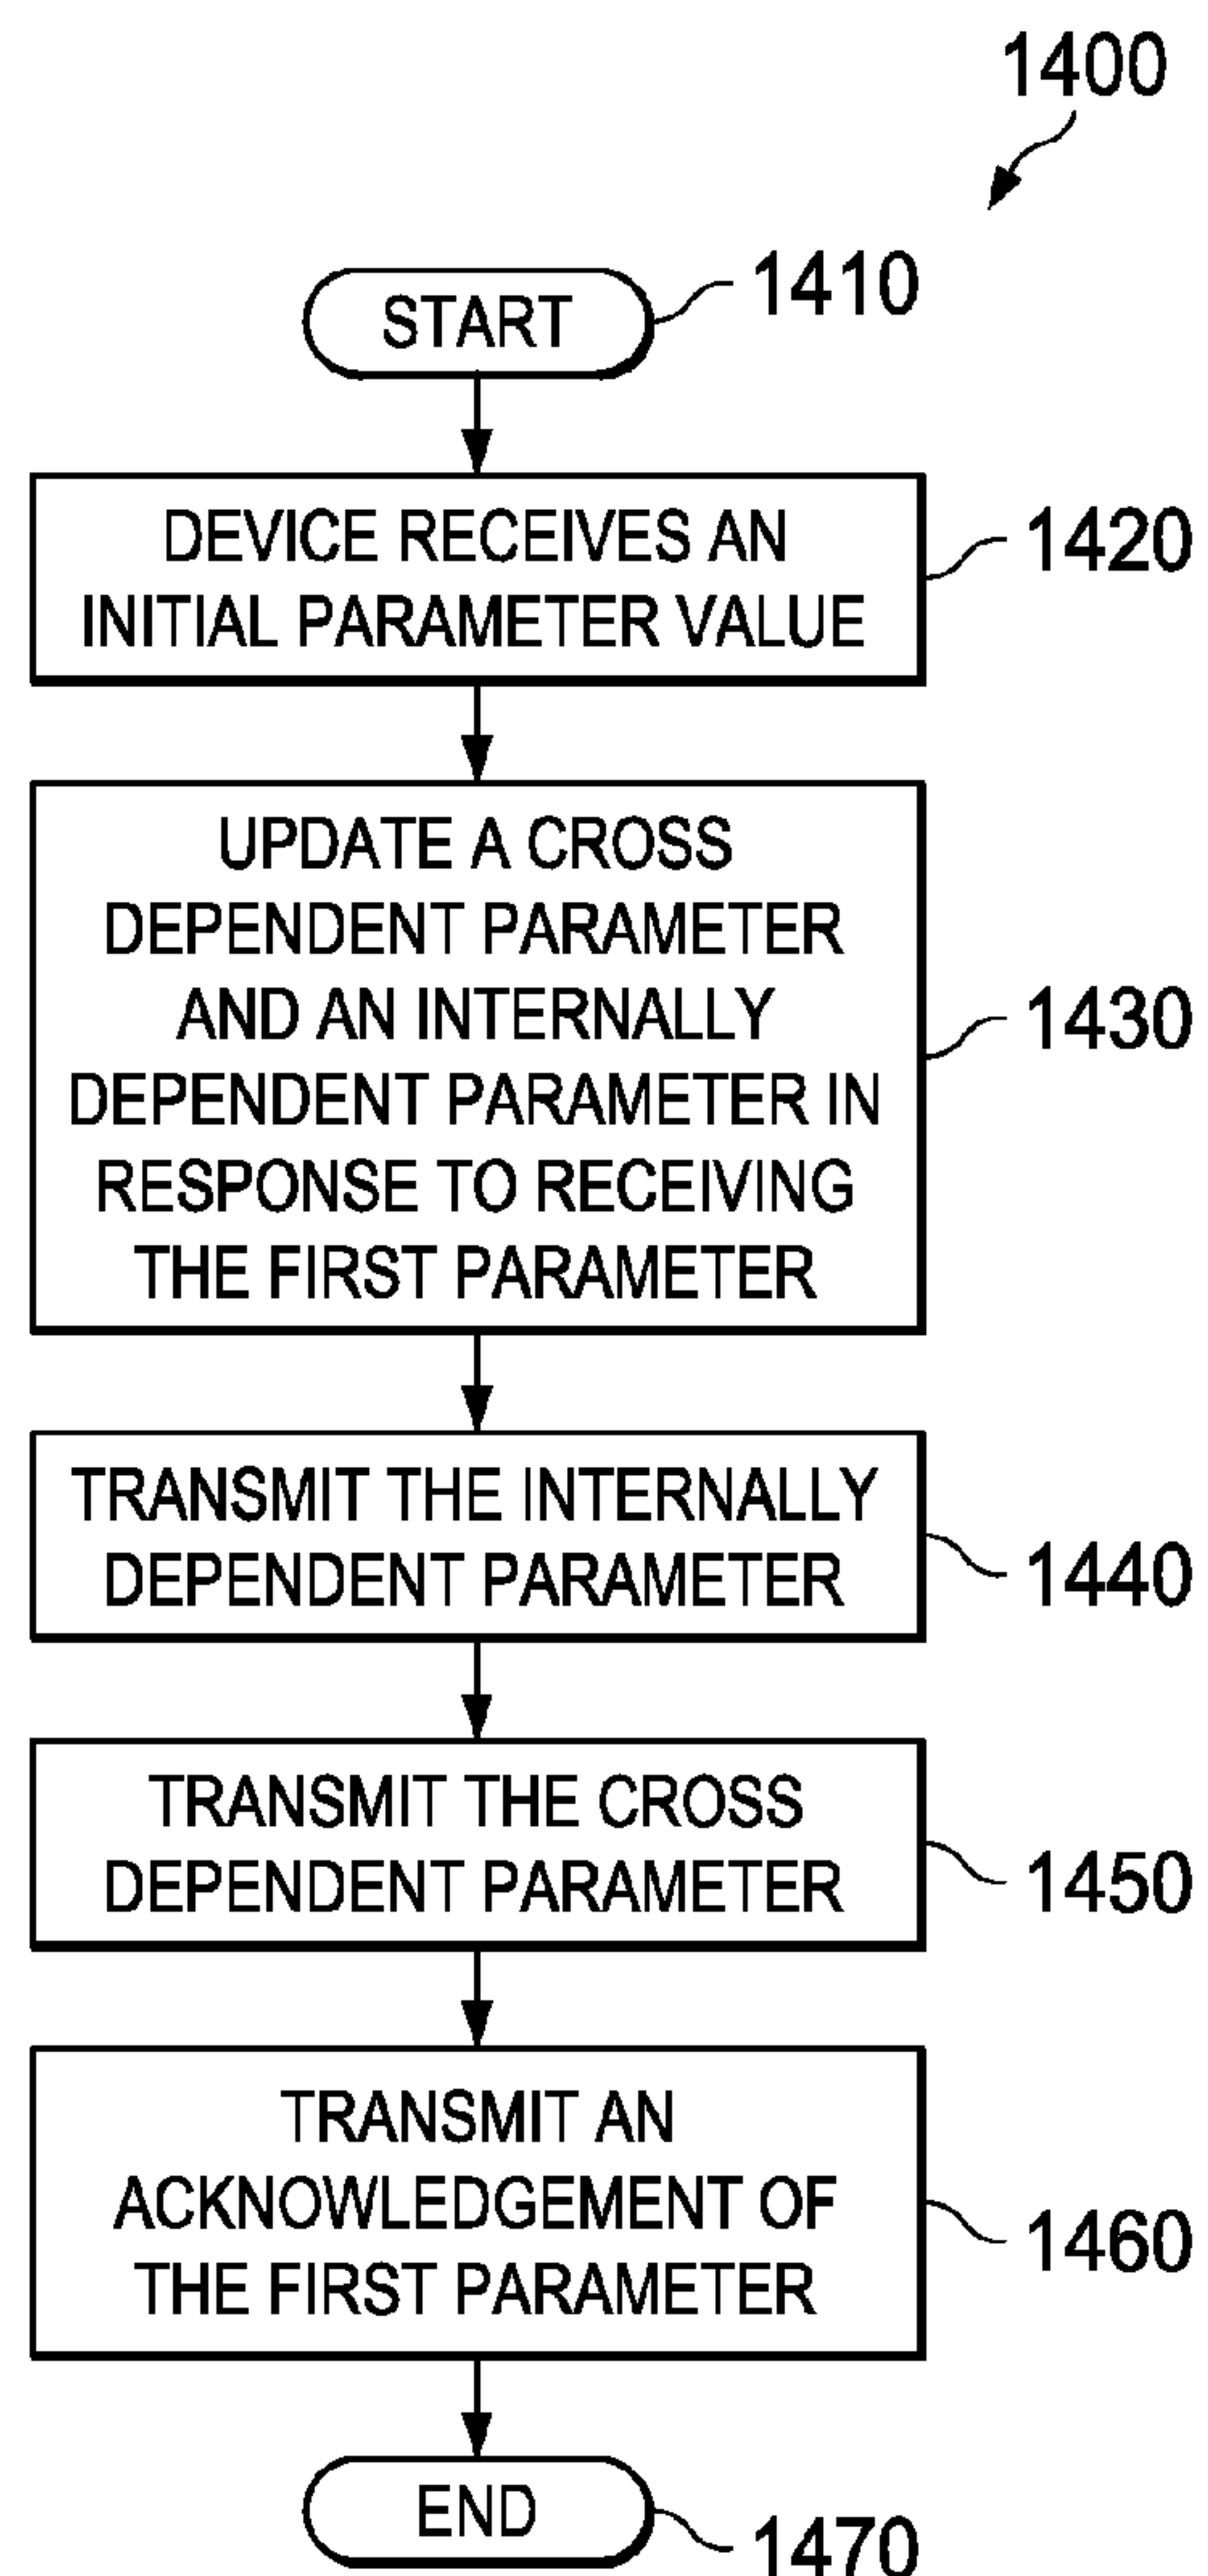 1400
START
1410
DEVICE RECEIVES AN
INITIAL PARAMETER VALUE
1420
UPDATE A CROSS
DEPENDENT PARAMETER
AND AN INTERNALLY
DEPENDENT PARAMETER IN
RESPONSE TO RECEIVING
THE FIRST PARAMETER
1430
TRANSMIT THE INTERNALLY
DEPENDENT PARAMETER
1440
TRANSMIT THE CROSS
DEPENDENT PARAMETER
1450
TRANSMIT AN
ACKNOWLEDGEMENT OF
THE FIRST PARAMETER
1460
END
1470